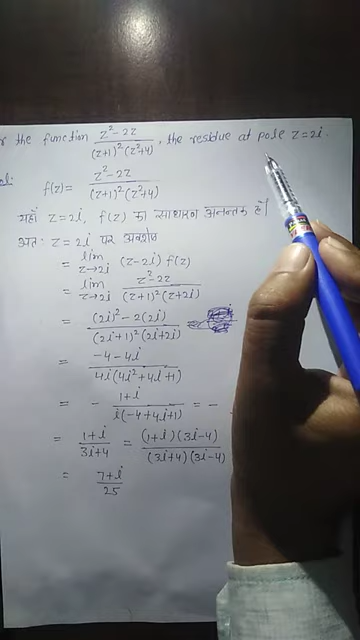 r the function z²-2z/(z+1)²(z²+4), the residue at pole z=2i.
f(z)= z²-2z/(z+1)²(z²+4)
यहाँ z=2i, f(z) का साधारण अनन्तक है।
अतः z=2i पर अवशेष
= lim z→2i (z-2i) f(z)
= lim z→2i z²-2z/(z+1)²(z+2i)
= (2i)²-2(2i)/(2i+1)²(2i+2i) =
= -4-4i/4i(4i²+4i+1)
= - 1+i/i(-4+4i+1) = -
= 1+i/3i+4 = (1+i)(3i-4)/(3i+4)(3i-4)
= 7+i/25